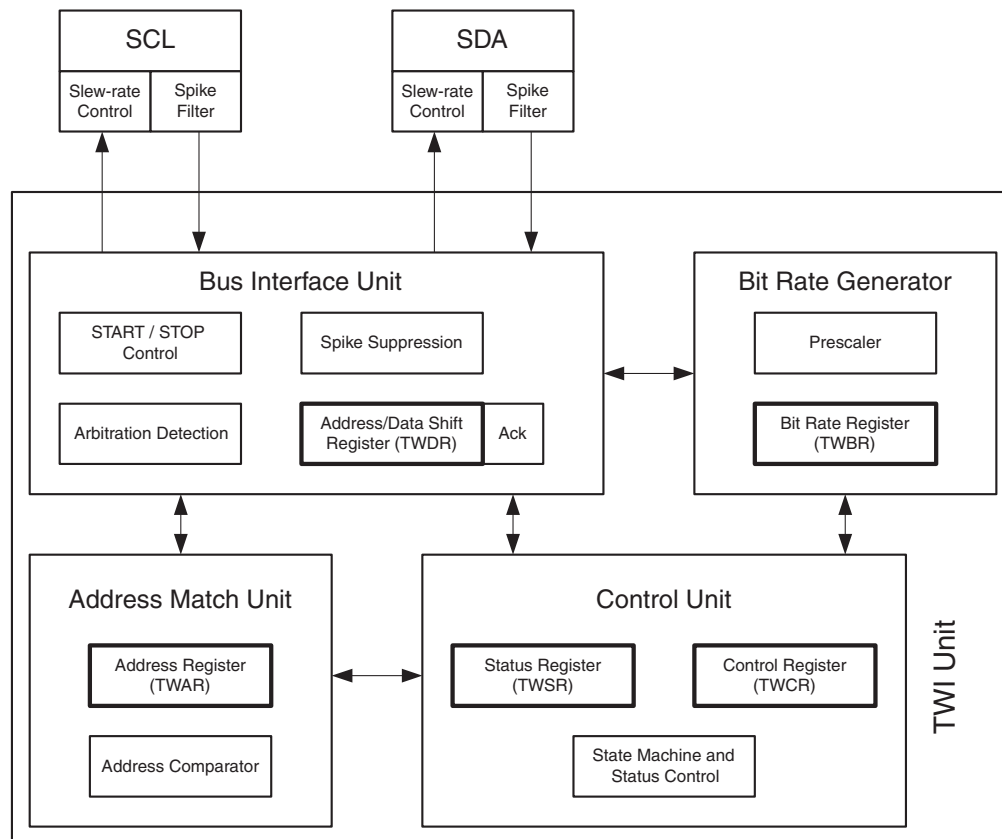 SCL
Slew-rate
Control
Spike
Filter
SDA
Slew-rate
Control
Spike
Filter
Bus Interface Unit
START / STOP
Control
Spike Suppression
Arbitration Detection
Address/Data Shift
Register (TWDR)
Ack
Bit Rate Generator
Prescaler
Bit Rate Register
(TWBR)
Address Match Unit
Address Register
(TWAR)
Address Comparator
Control Unit
Status Register
(TWSR)
Control Register
(TWCR)
State Machine and
Status Control
TWI Unit